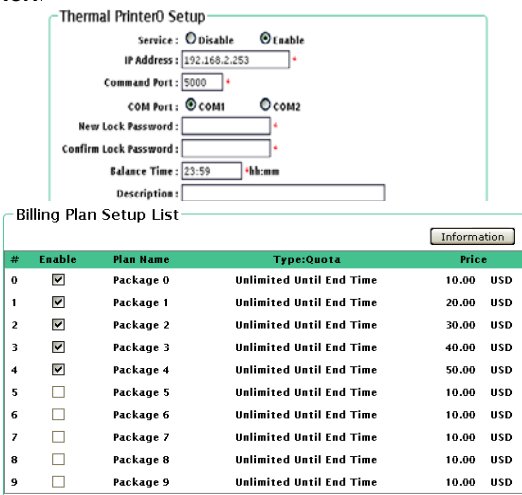 Thermal Printer0 Setup
Service : Disable Enable
IP Address : 192.168.2.253 *
Command Port : 5000 *
COM Port : COM1 COM2
New Lock Password : *
Confirm Lock Password : *
Balance Time : 23:59 *hh:mm
Description :
Billing Plan Setup List
Information
# Enable Plan Name Type:Quota Price
0 Package 0 Unlimited Until End Time 10.00 USD
1 Package 1 Unlimited Until End Time 20.00 USD
2 Package 2 Unlimited Until End Time 30.00 USD
3 Package 3 Unlimited Until End Time 40.00 USD
4 Package 4 Unlimited Until End Time 50.00 USD
5 Package 5 Unlimited Until End Time 10.00 USD
6 Package 6 Unlimited Until End Time 10.00 USD
7 Package 7 Unlimited Until End Time 10.00 USD
8 Package 8 Unlimited Until End Time 10.00 USD
9 Package 9 Unlimited Until End Time 10.00 USD